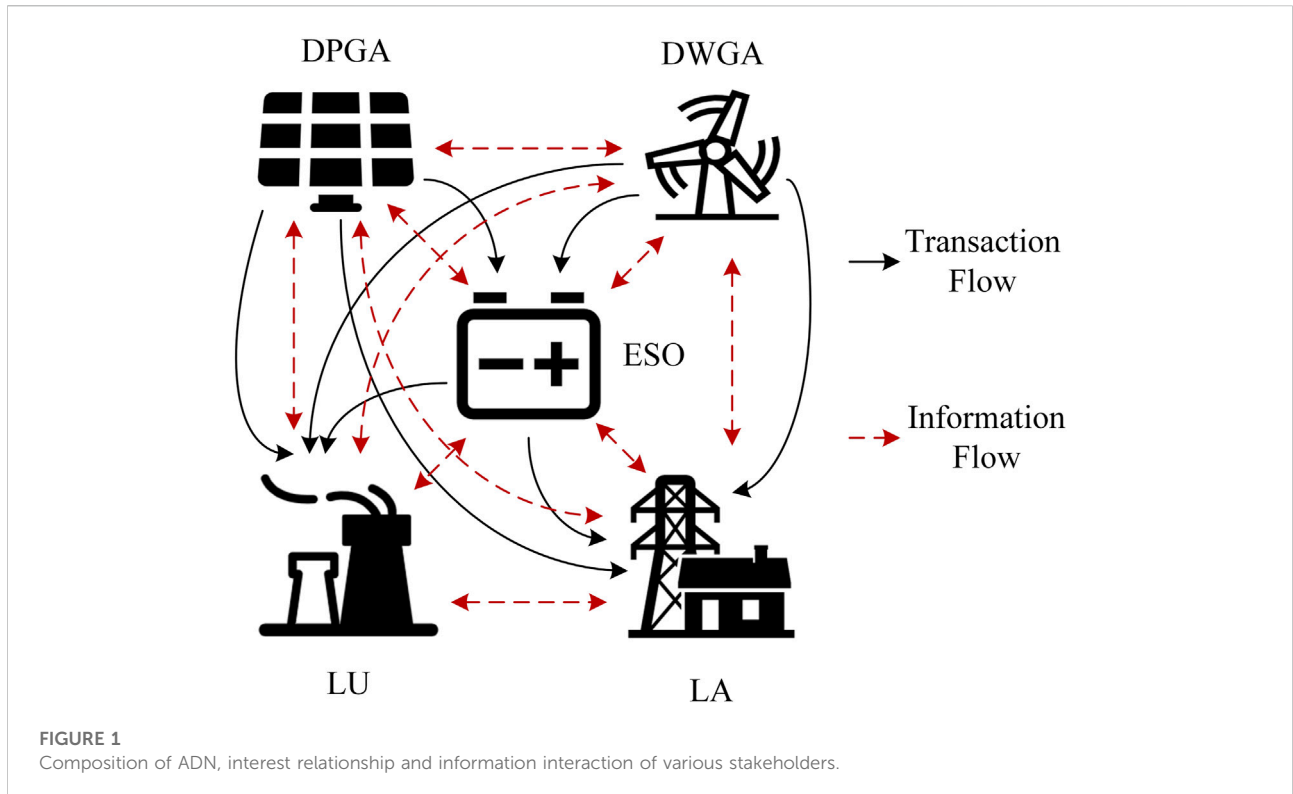 DPGA
DWGA
Transaction
Flow
ESO
Information
Flow
LU
LA
FIGURE 1
Composition of ADN, interest relationship and information interaction of various stakeholders.